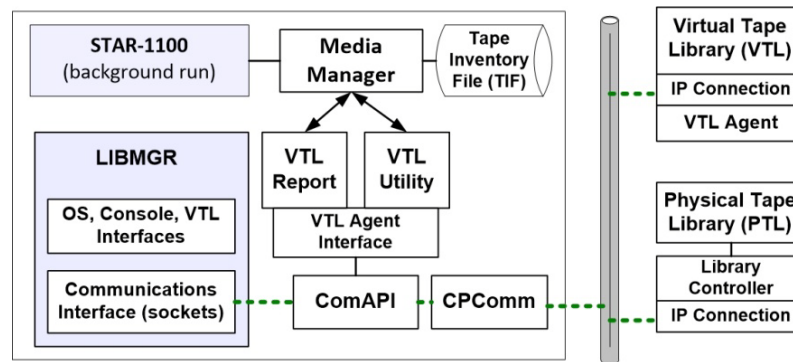 STAR-1100
(background run)
Media
Manager
Tape
Inventory
File (TIF)
LIBMGR
OS, Console, VTL
Interfaces
Communications
Interface (sockets)
VTL
Report
VTL
Utility
VTL Agent
Interface
ComAPI
CPComm
Virtual Tape
Library (VTL)
IP Connection
VTL Agent
Physical Tape
Library (PTL)
Library
Controller
IP Connection